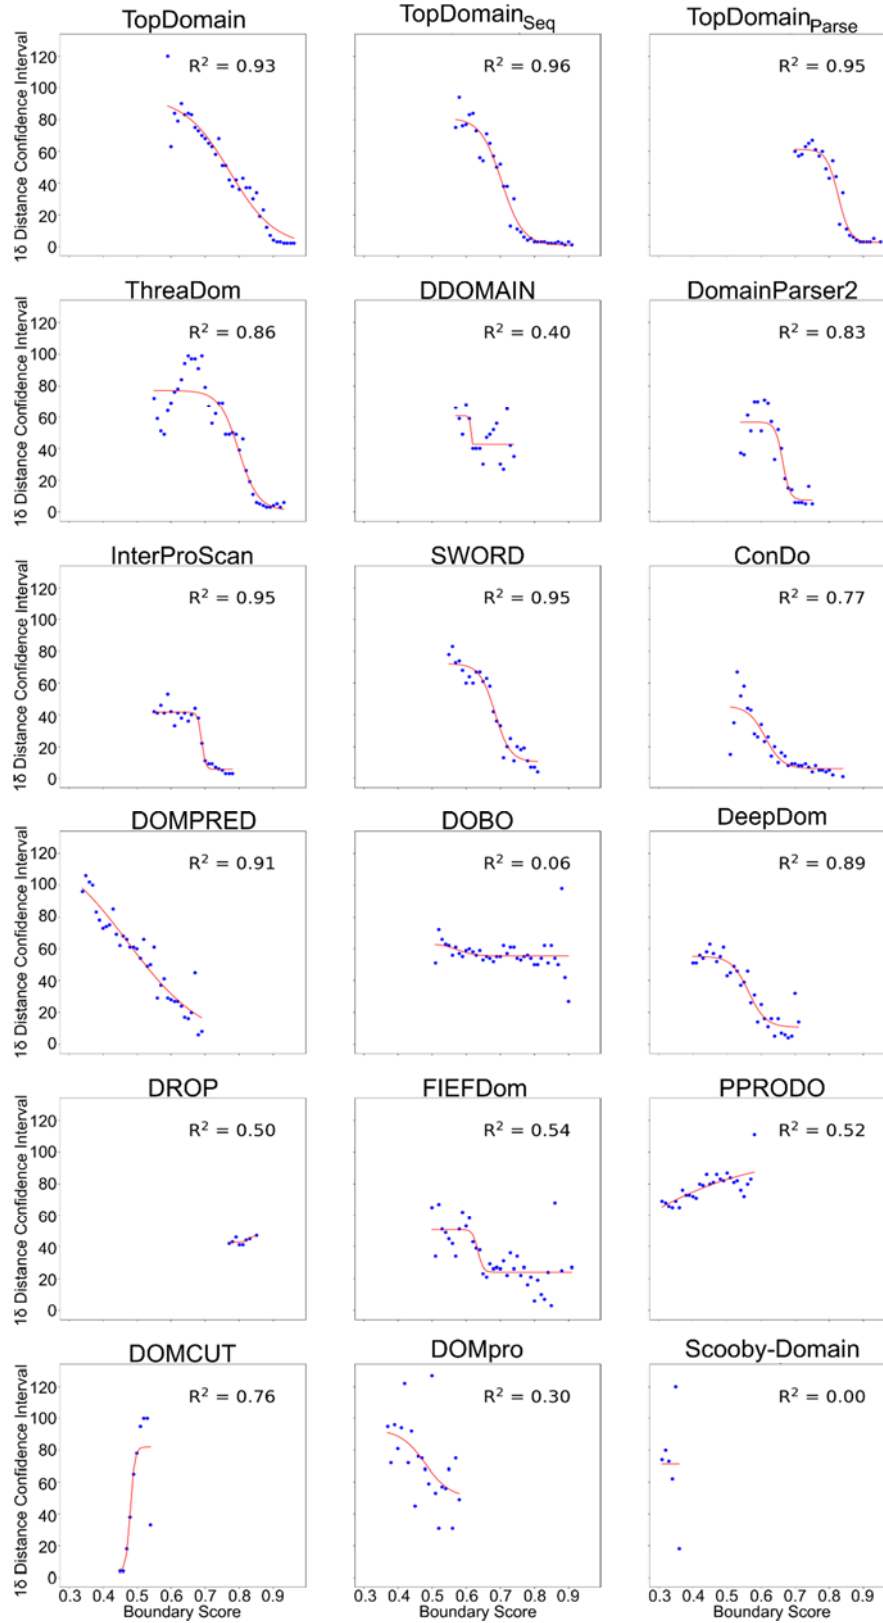 TopDomain TopDomain_Seq TopDomain_Parse
1δ Distance Confidence Interval
120
100
80
60
40
20
0
R² = 0.93
R² = 0.96
R² = 0.95
ThreaDom DDOMAIN DomainParser2
1δ Distance Confidence Interval
120
100
80
60
40
20
0
R² = 0.86
R² = 0.40
R² = 0.83
InterProScan SWORD ConDo
1δ Distance Confidence Interval
120
100
80
60
40
20
0
R² = 0.95
R² = 0.95
R² = 0.77
DOMPRED DOBO DeepDom
1δ Distance Confidence Interval
120
100
80
60
40
20
0
R² = 0.91
R² = 0.06
R² = 0.89
DROP FIEFDom PPRODO
1δ Distance Confidence Interval
120
100
80
60
40
20
0
R² = 0.50
R² = 0.54
R² = 0.52
DOMCUT DOMpro Scooby-Domain
1δ Distance Confidence Interval
120
100
80
60
40
20
0
R² = 0.76
R² = 0.30
R² = 0.00
0.3 0.4 0.5 0.6 0.7 0.8 0.9 0.3 0.4 0.5 0.6 0.7 0.8 0.9 0.3 0.4 0.5 0.6 0.7 0.8 0.9
Boundary Score Boundary Score Boundary Score